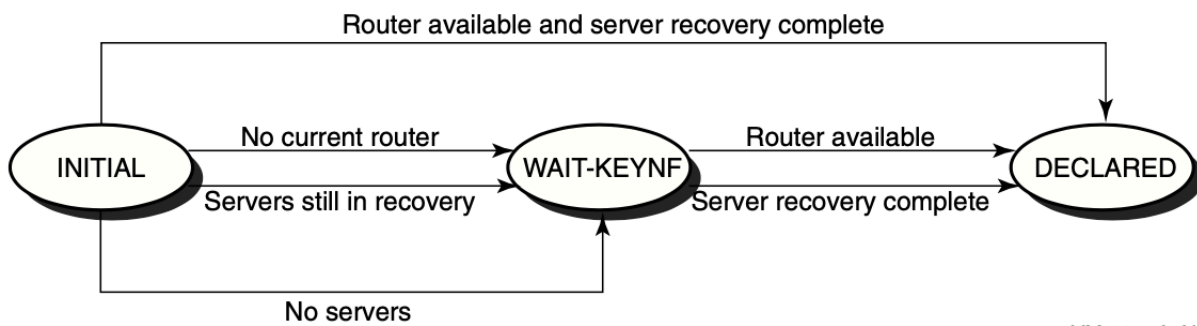 Router available and server recovery complete
No current router
Router available
INITIAL
WAIT-KEYNF
DECLARED
Servers still in recovery
Server recovery complete
No servers